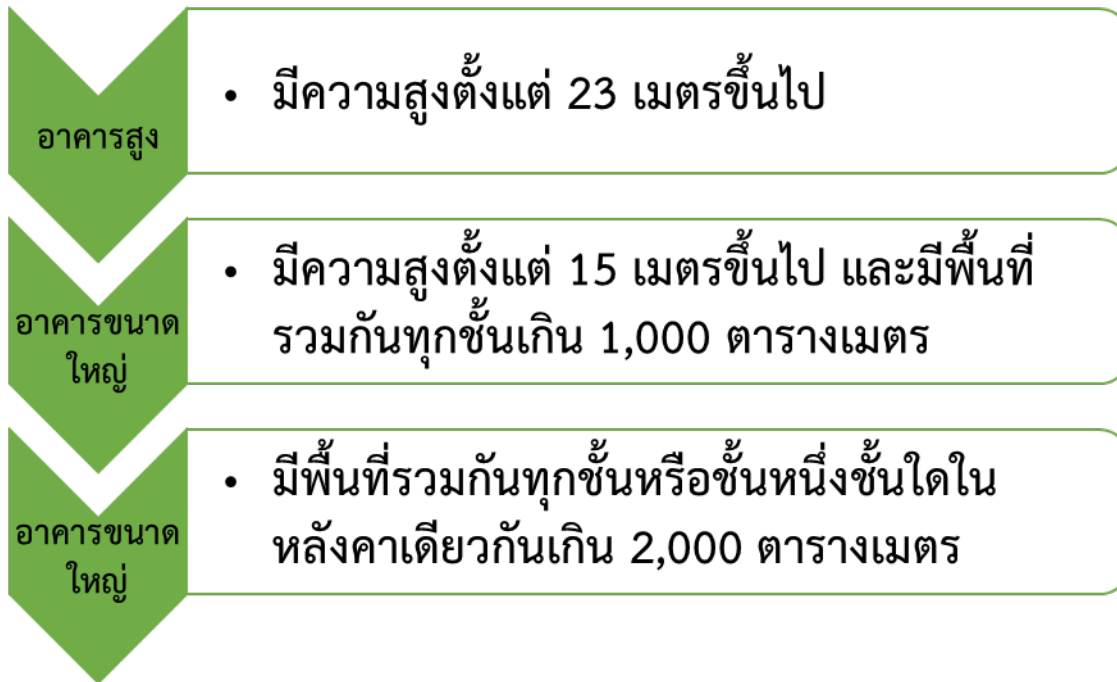 อาคารสูง
• มีความสูงตั้งแต่ 23 เมตรขึ้นไป
อาคารขนาด
ใหญ่
• มีความสูงตั้งแต่ 15 เมตรขึ้นไป และมีพื้นที่
รวมกันทุกชั้นเกิน 1,000 ตารางเมตร
อาคารขนาด
ใหญ่
• มีพื้นที่รวมกันทุกชั้นหรือชั้นหนึ่งชั้นใดใน
หลังคาเดียวกันเกิน 2,000 ตารางเมตร